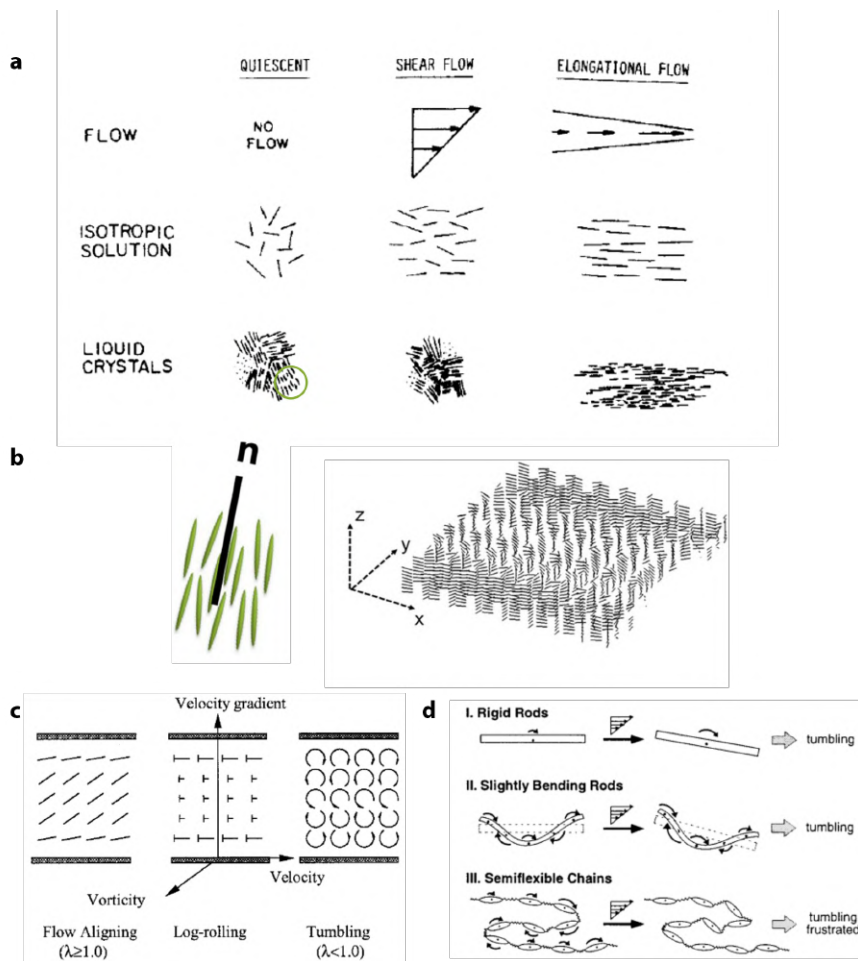 a
QUIESCENT
SHEAR FLOW
ELONGATIONAL FLOW
FLOW
NO
FLOW
ISOTROPIC
SOLUTION
LIQUID
CRYSTALS
b
n
z
y
x
c
Velocity gradient
Velocity
Vorticity
Flow Aligning
(λ≥1.0)
Log-rolling
Tumbling
(λ<1.0)
d
I. Rigid Rods
tumbling
II. Slightly Bending Rods
tumbling
III. Semiflexible Chains
tumbling
frustrated